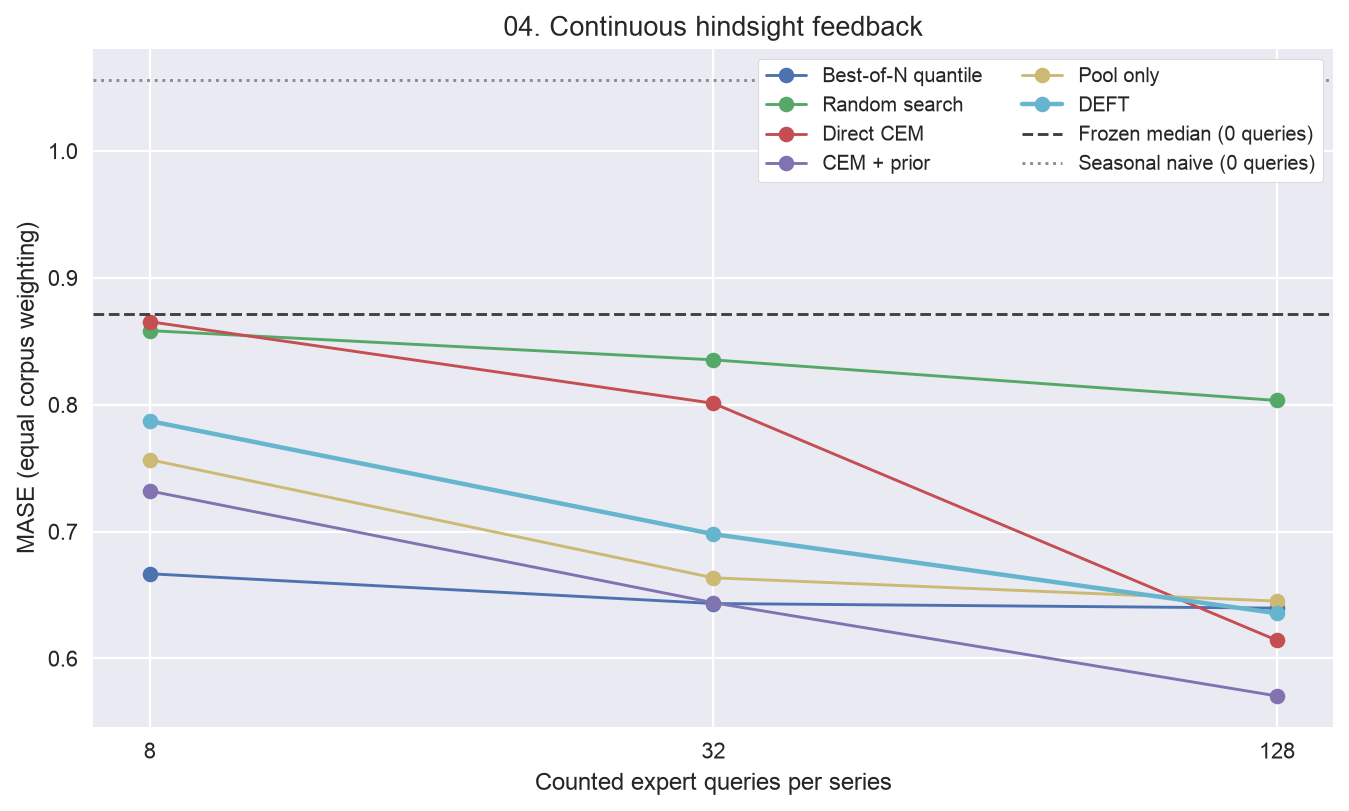 04. Continuous hindsight feedback
Best-of-N quantile
Random search
Direct CEM
CEM + prior
Pool only
DEFT
Frozen median (0 queries)
Seasonal naive (0 queries)
MASE (equal corpus weighting)
1.0
0.9
0.8
0.7
0.6
8
32
128
Counted expert queries per series